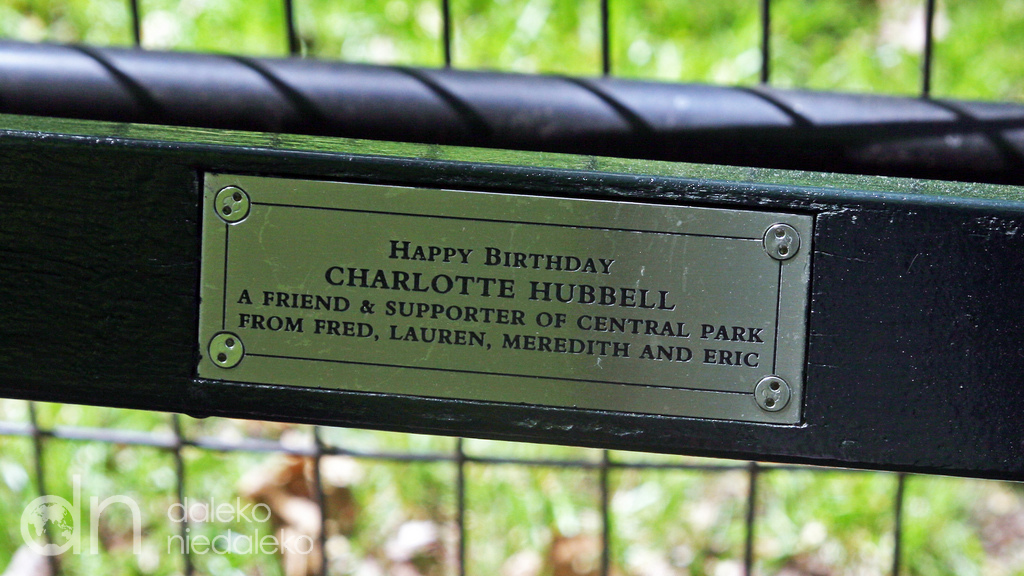 Happy Birthday
CHARLOTTE HUBBELL
A FRIEND & SUPPORTER OF CENTRAL PARK
FROM FRED, LAUREN, MEREDITH AND ERIC
dn daleko
niedaleko